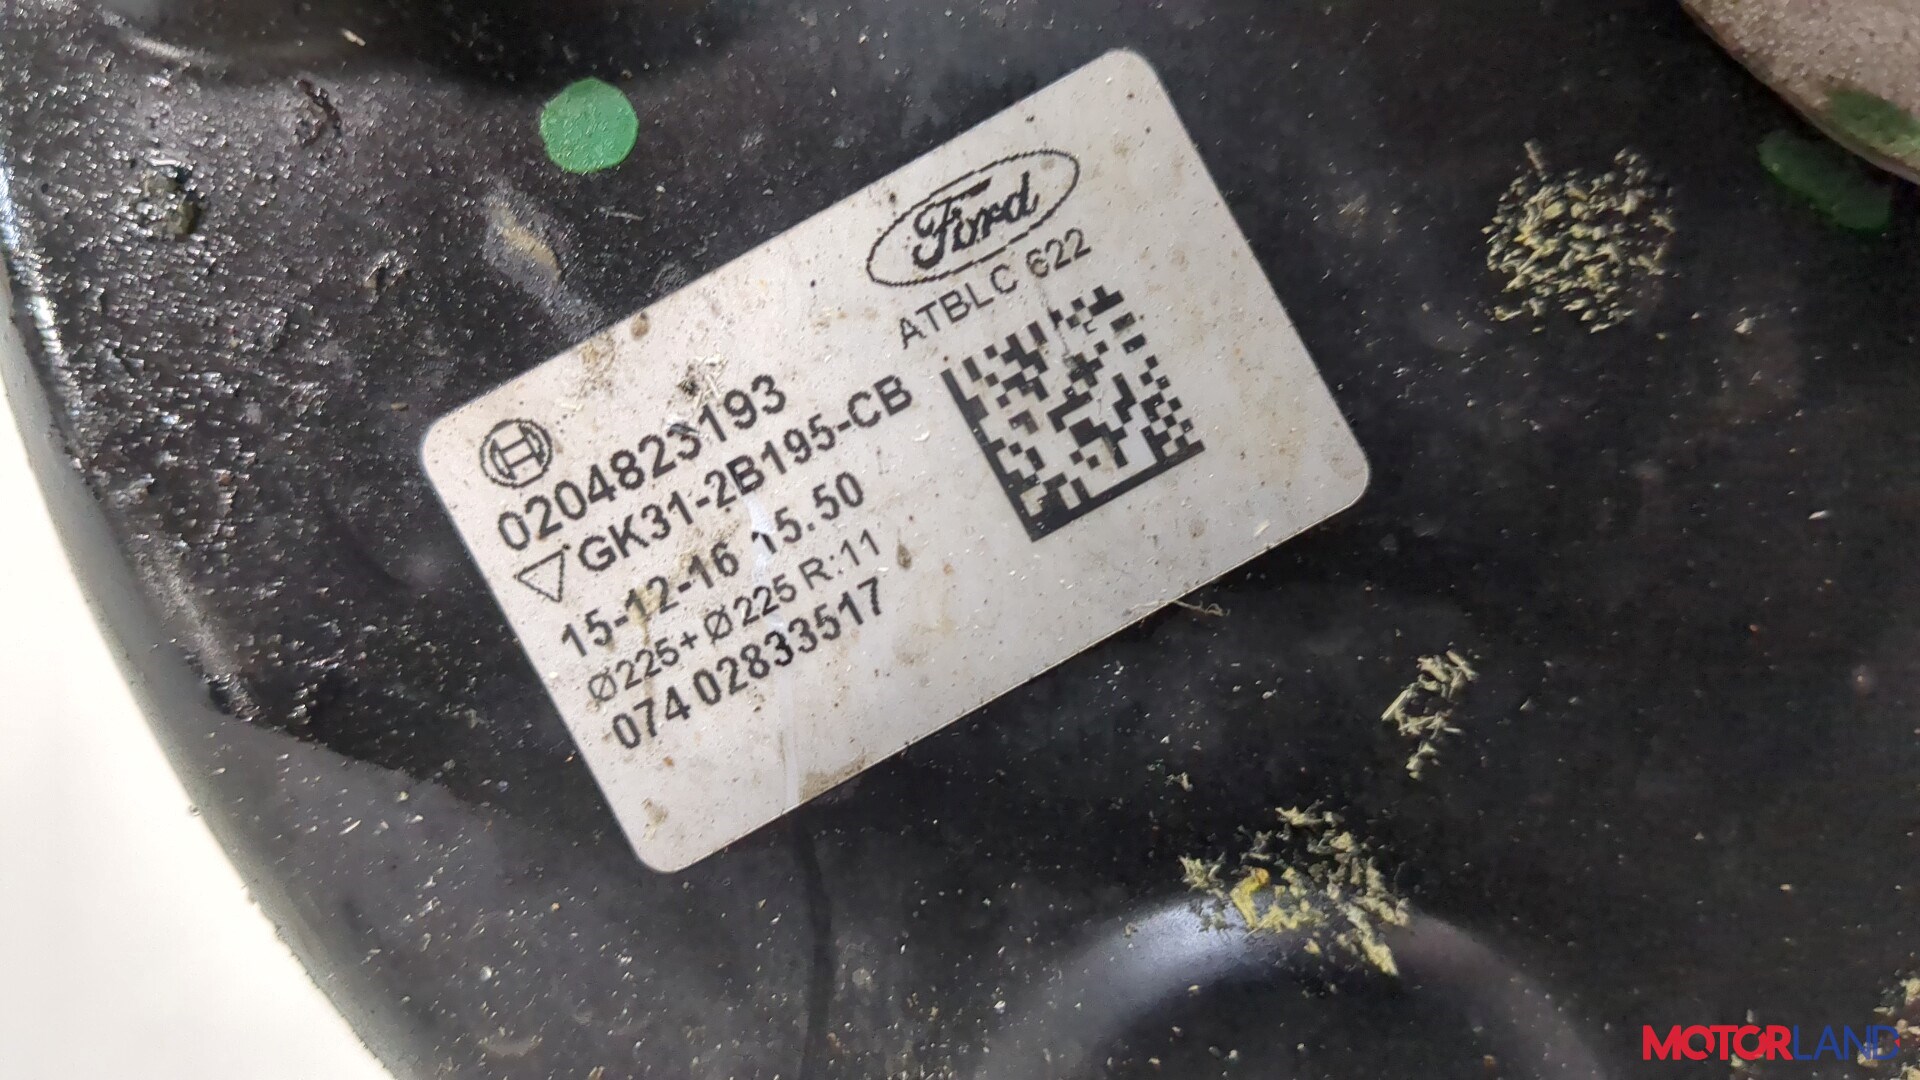 Ford
ATBLC 622
0204823193
GK31-2B195-CB
15-12-16 15.50
Ø225+Ø225 R:11
074 02833517
MOTORLAND